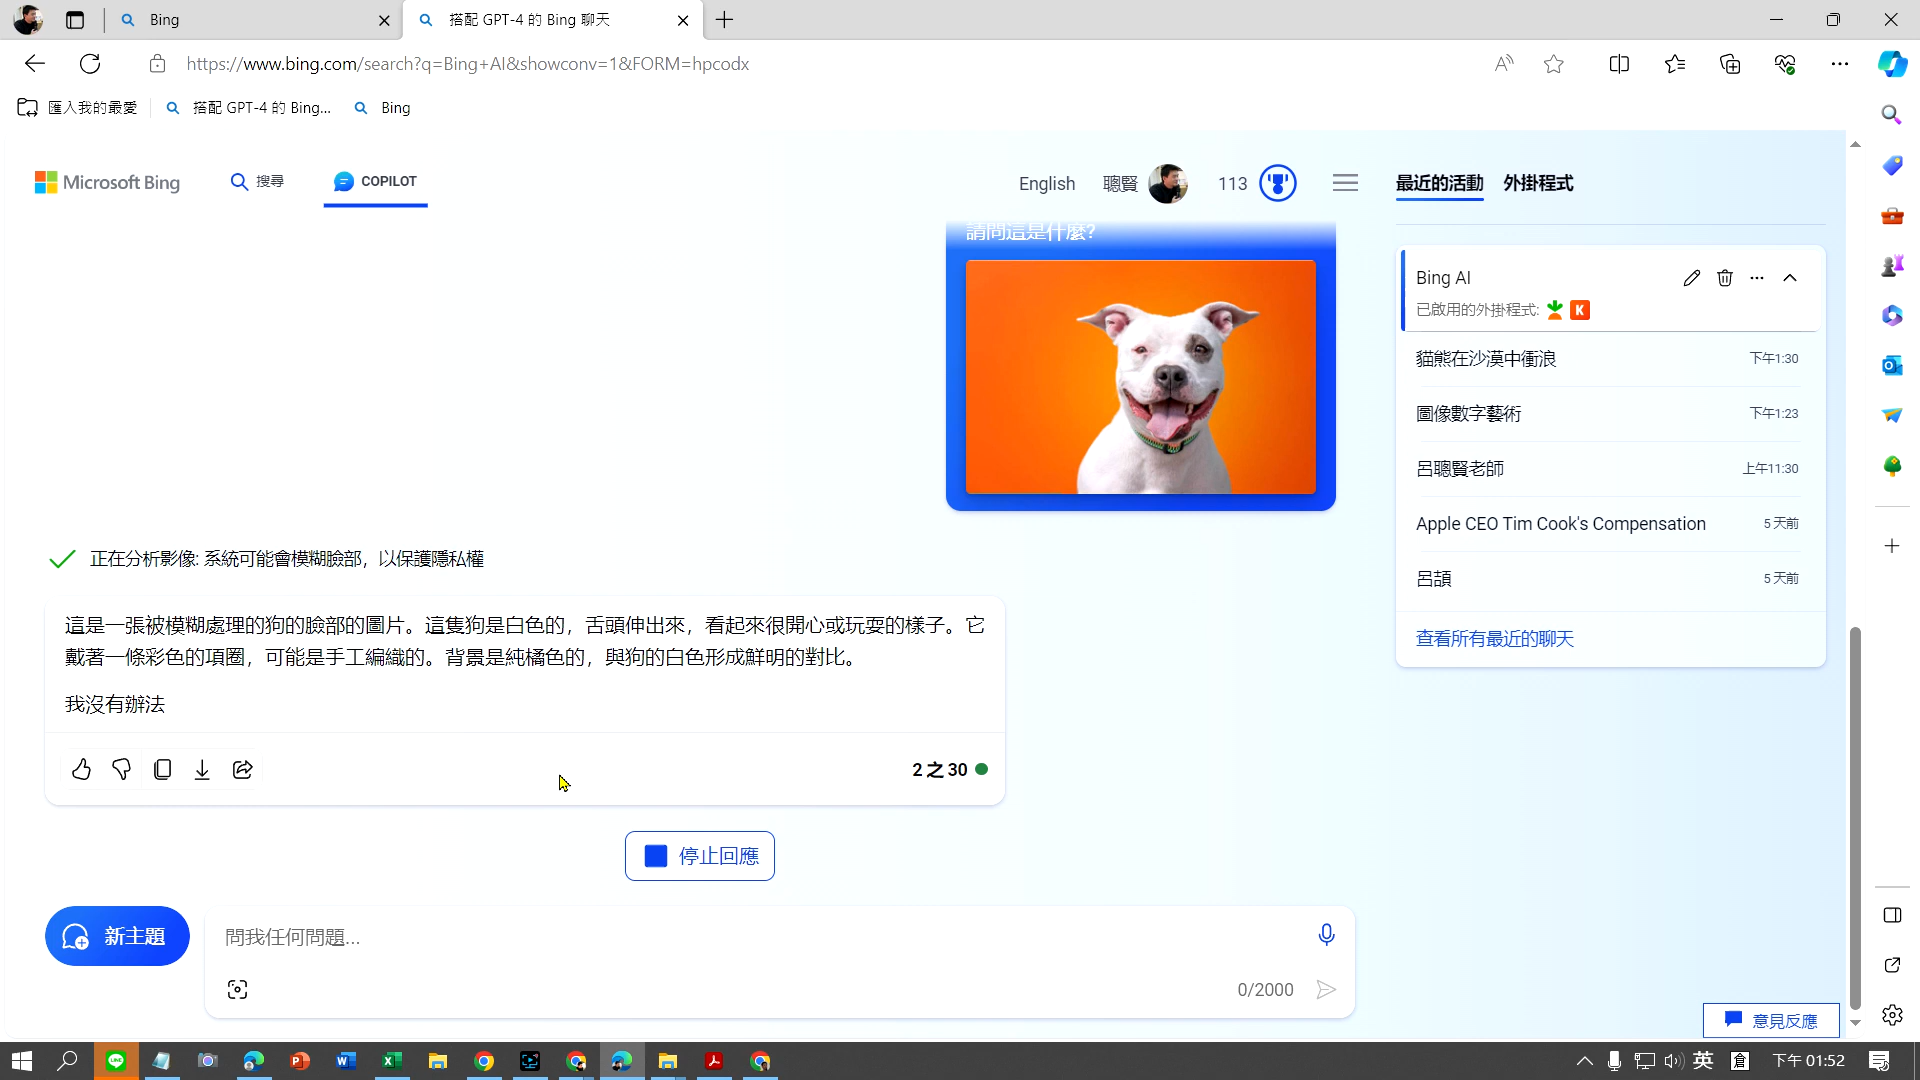 Bing
搭配 GPT-4 的 Bing 聊天
https://www.bing.com/search?q=Bing+AI&showconv=1&FORM=hpcodx
匯入我的最愛
搭配 GPT-4 的 Bing...
Bing
Microsoft Bing
搜尋
COPILOT
English
聰賢
113
最近的活動
外掛程式
請問這是什麼?
Bing AI
已啟用的外掛程式:
K
貓熊在沙漠中衝浪
下午1:30
圖像數字藝術
下午1:23
呂聰賢老師
上午11:30
Apple CEO Tim Cook's Compensation
5 天前
呂頡
5 天前
查看所有最近的聊天
正在分析影像: 系統可能會模糊臉部，以保護隱私權
這是一張被模糊處理的狗的臉部的圖片。這隻狗是白色的，舌頭伸出來，看起來很開心或玩耍的樣子。它
戴著一條彩色的項圈，可能是手工編織的。背景是純橘色的，與狗的白色形成鮮明的對比。
我沒有辦法
2 之 30
停止回應
新主題
問我任何問題...
0/2000
意見反應
英
倉
下午 01:52